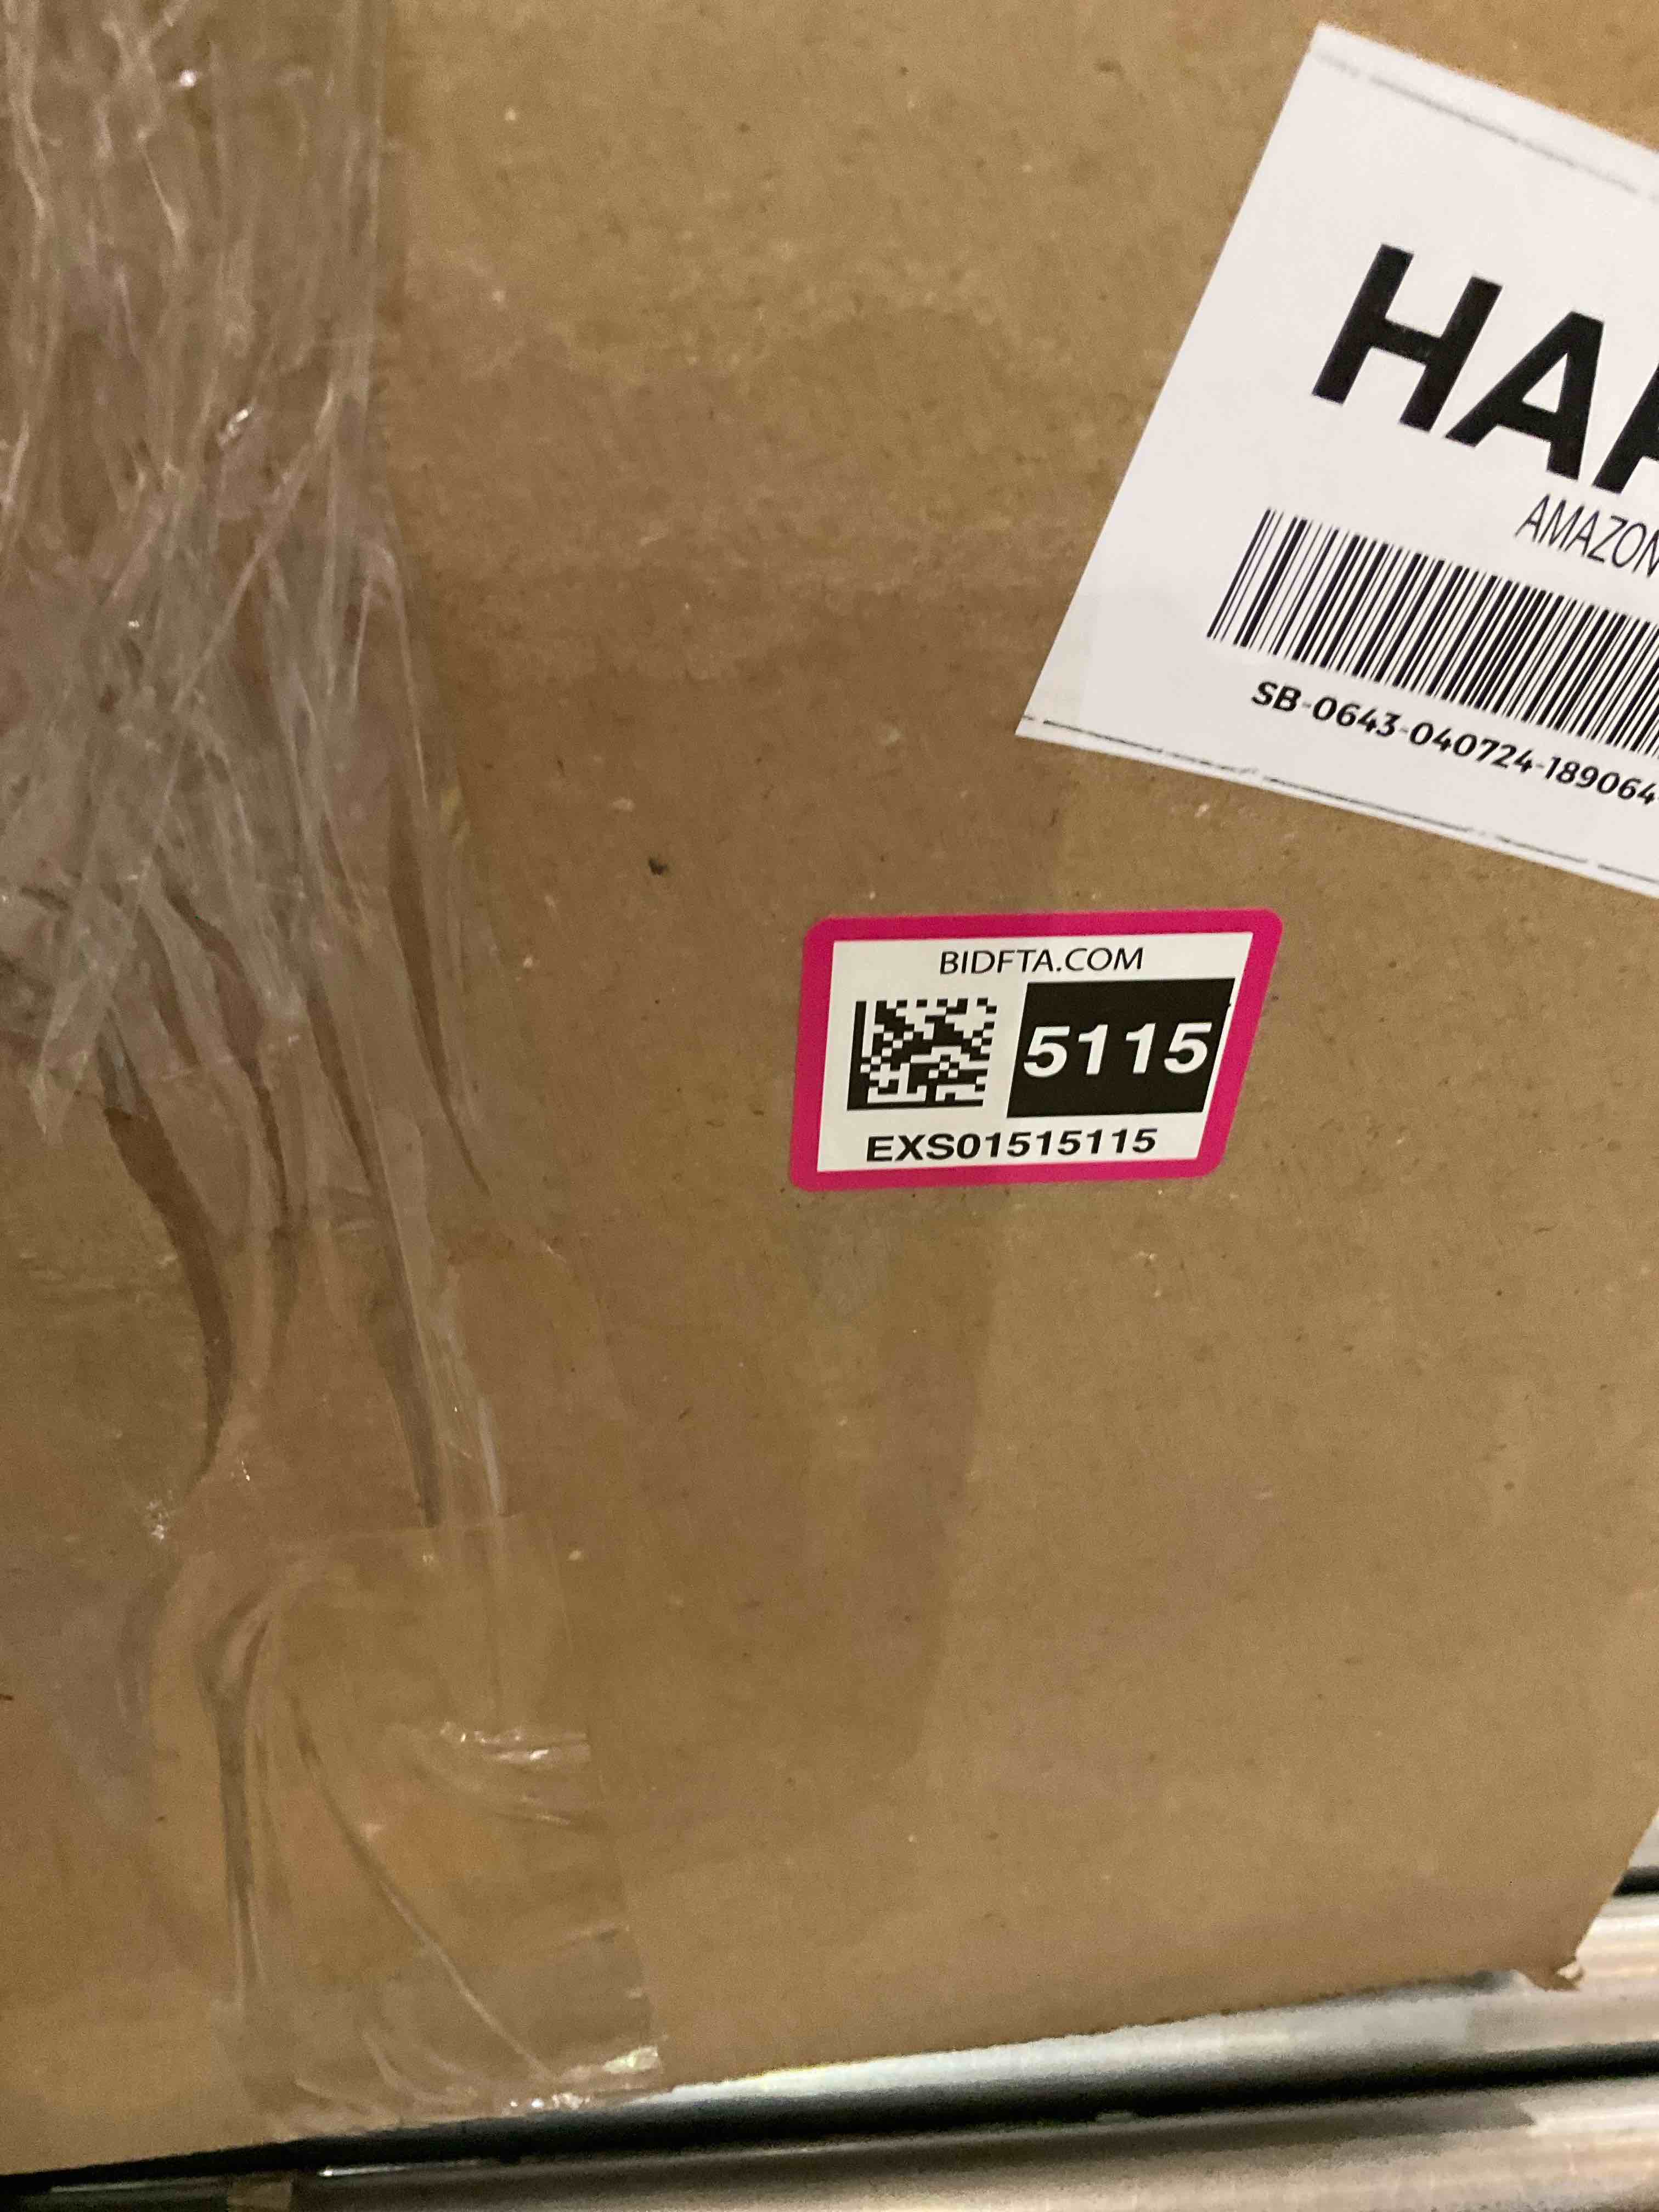 HA
AMAZON
SB-0643-040724-189064-
BIDFTA.COM
5115
EXS01515115